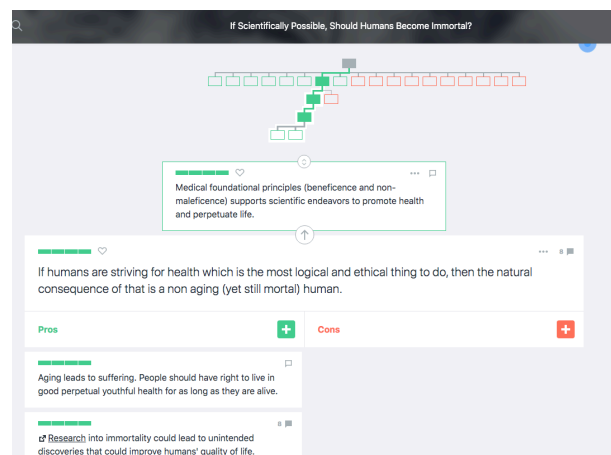 If Scientifically Possible, Should Humans Become Immortal?
Medical foundational principles (beneficence and non-
maleficence) supports scientific endeavors to promote health
and perpetuate life.
8
If humans are striving for health which is the most logical and ethical thing to do, then the natural
consequence of that is a non aging (yet still mortal) human.
Pros
Cons
Aging leads to suffering. People should have right to live in
good perpetual youthful health for as long as they are alive.
8
Research into immortality could lead to unintended
discoveries that could improve humans' quality of life.